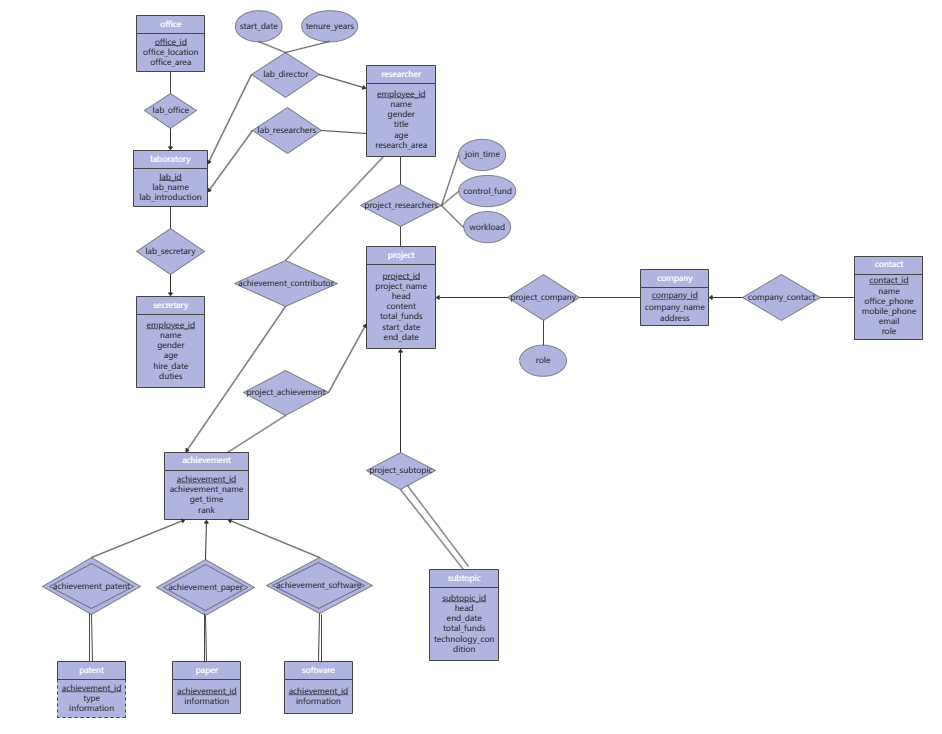 office
office_id
office_location
office_area
start_date
tenure_years
lab_director
researcher
employee_id
name
gender
title
age
research_area
lab_office
lab_researchers
laboratory
lab_id
lab_name
lab_introduction
join_time
control_fund
workload
project_researchers
lab_secretary
secretary
employee_id
name
gender
age
hire_date
duties
achievement_contributor
project
project_id
project_name
head
content
total_funds
start_date
end_date
project_company
role
company
company_id
company_name
address
company_contact
contact
contact_id
name
office_phone
mobile_phone
email
role
project_achievement
achievement
achievement_id
achievement_name
get_time
rank
project_subtopic
achievement_patent
achievement_paper
achievement_software
subtopic
subtopic_id
head
end_date
total_funds
technology_con
dition
patent
achievement_id
type
information
paper
achievement_id
information
software
achievement_id
information